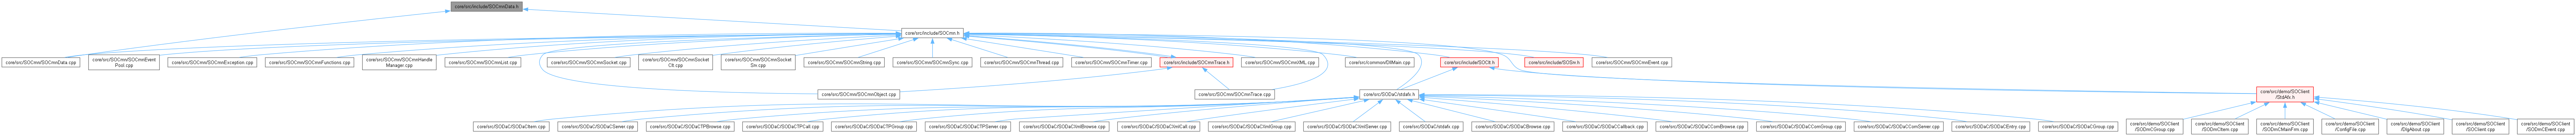 core/src/include/SOCmnData.h
core/src/include/SOCmn.h
core/src/SOCmn/SOCmnData.cpp
core/src/SOCmn/SOCmnEvent
Pool.cpp
core/src/SOCmn/SOCmnException.cpp
core/src/SOCmn/SOCmnFunctions.cpp
core/src/SOCmn/SOCmnHandle
Manager.cpp
core/src/SOCmn/SOCmnList.cpp
core/src/SOCmn/SOCmnSocket.cpp
core/src/SOCmn/SOCmnSocket
Clt.cpp
core/src/SOCmn/SOCmnSocket
Srv.cpp
core/src/SOCmn/SOCmnString.cpp
core/src/SOCmn/SOCmnSync.cpp
core/src/SOCmn/SOCmnThread.cpp
core/src/SOCmn/SOCmnTimer.cpp
core/src/include/SOCmnTrace.h
core/src/SOCmn/SOCmnXML.cpp
core/src/common/DllMain.cpp
core/src/include/SOClt.h
core/src/include/SOSrv.h
core/src/SOCmn/SOCmnEvent.cpp
core/src/SOCmn/SOCmnObject.cpp
core/src/SOCmn/SOCmnTrace.cpp
core/src/SODaC/stdafx.h
core/src/demo/SOClient
/StdAfx.h
core/src/SODaC/SODaCItem.cpp
core/src/SODaC/SODaCServer.cpp
core/src/SODaC/SODaCTPBrowse.cpp
core/src/SODaC/SODaCTPCall.cpp
core/src/SODaC/SODaCTPGroup.cpp
core/src/SODaC/SODaCTPServer.cpp
core/src/SODaC/SODaCXmlBrowse.cpp
core/src/SODaC/SODaCXmlCall.cpp
core/src/SODaC/SODaCXmlGroup.cpp
core/src/SODaC/SODaCXmlServer.cpp
core/src/SODaC/stdafx.cpp
core/src/SODaC/SODaCBrowse.cpp
core/src/SODaC/SODaCCallback.cpp
core/src/SODaC/SODaCComBrowse.cpp
core/src/SODaC/SODaCComGroup.cpp
core/src/SODaC/SODaCComServer.cpp
core/src/SODaC/SODaCEntry.cpp
core/src/SODaC/SODaCGroup.cpp
core/src/demo/SOClient
/SODmCGroup.cpp
core/src/demo/SOClient
/SODmCItem.cpp
core/src/demo/SOClient
/SODmCMainFrm.cpp
core/src/demo/SOClient
/ConfigFile.cpp
core/src/demo/SOClient
/DlgAbout.cpp
core/src/demo/SOClient
/SOClient.cpp
core/src/demo/SOClient
/SODmCEventList.cpp